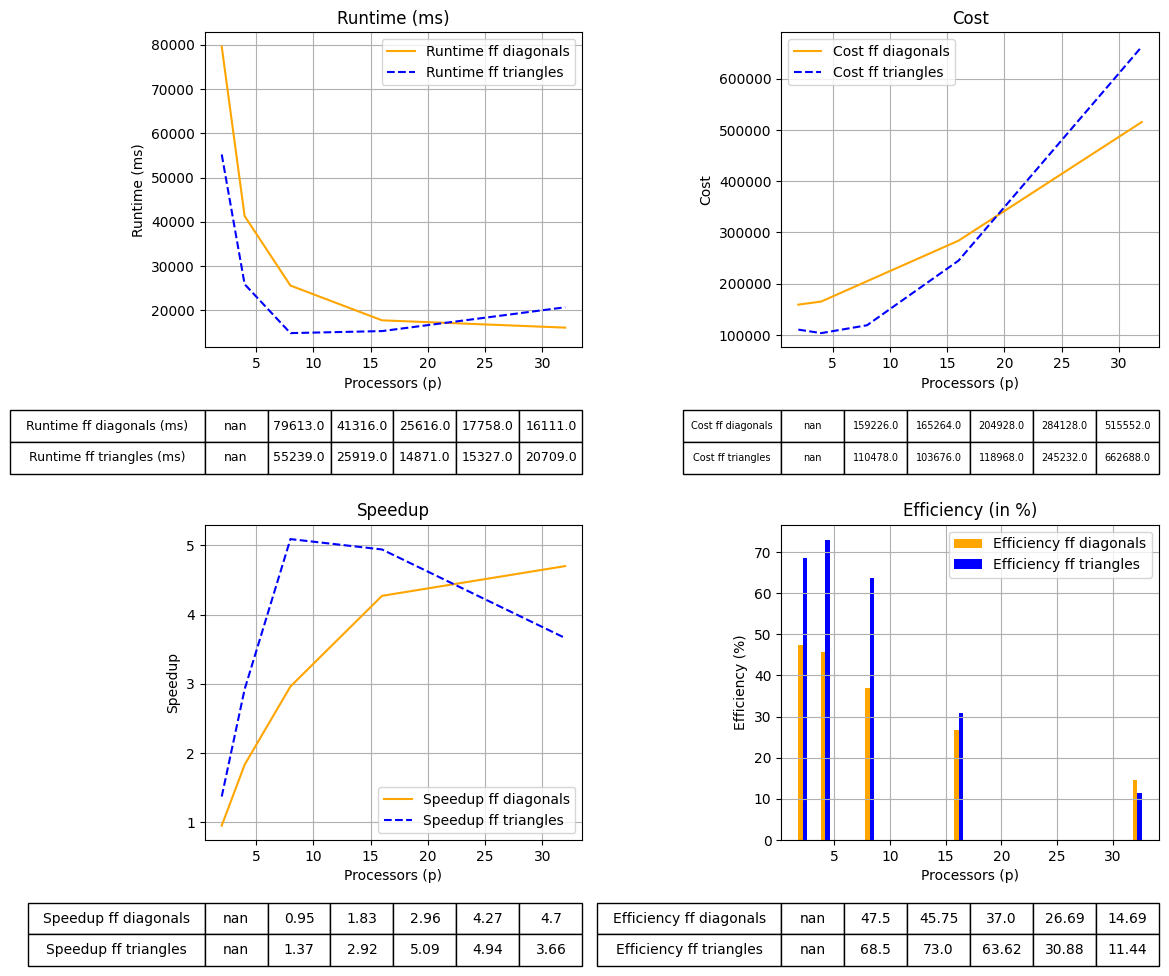 Runtime (ms)
80000
70000
60000
50000
40000
30000
20000
Runtime (ms)
Runtime ff diagonals
Runtime ff triangles
5 10 15 20 25 30
Processors (p)
Runtime ff diagonals (ms) nan 79613.0 41316.0 25616.0 17758.0 16111.0
Runtime ff triangles (ms) nan 55239.0 25919.0 14871.0 15327.0 20709.0
Cost
600000
500000
400000
300000
200000
100000
Cost
Cost ff diagonals
Cost ff triangles
5 10 15 20 25 30
Processors (p)
Cost ff diagonals nan 159226.0 165264.0 204928.0 284128.0 515552.0
Cost ff triangles nan 110478.0 103676.0 118968.0 245232.0 662688.0
Speedup
5
4
3
2
1
Speedup
Speedup ff diagonals
Speedup ff triangles
5 10 15 20 25 30
Processors (p)
Speedup ff diagonals nan 0.95 1.83 2.96 4.27 4.7
Speedup ff triangles nan 1.37 2.92 5.09 4.94 3.66
Efficiency (in %)
70
60
50
40
30
20
10
0
Efficiency (%)
Efficiency ff diagonals
Efficiency ff triangles
5 10 15 20 25 30
Processors (p)
Efficiency ff diagonals nan 47.5 45.75 37.0 26.69 14.69
Efficiency ff triangles nan 68.5 73.0 63.62 30.88 11.44